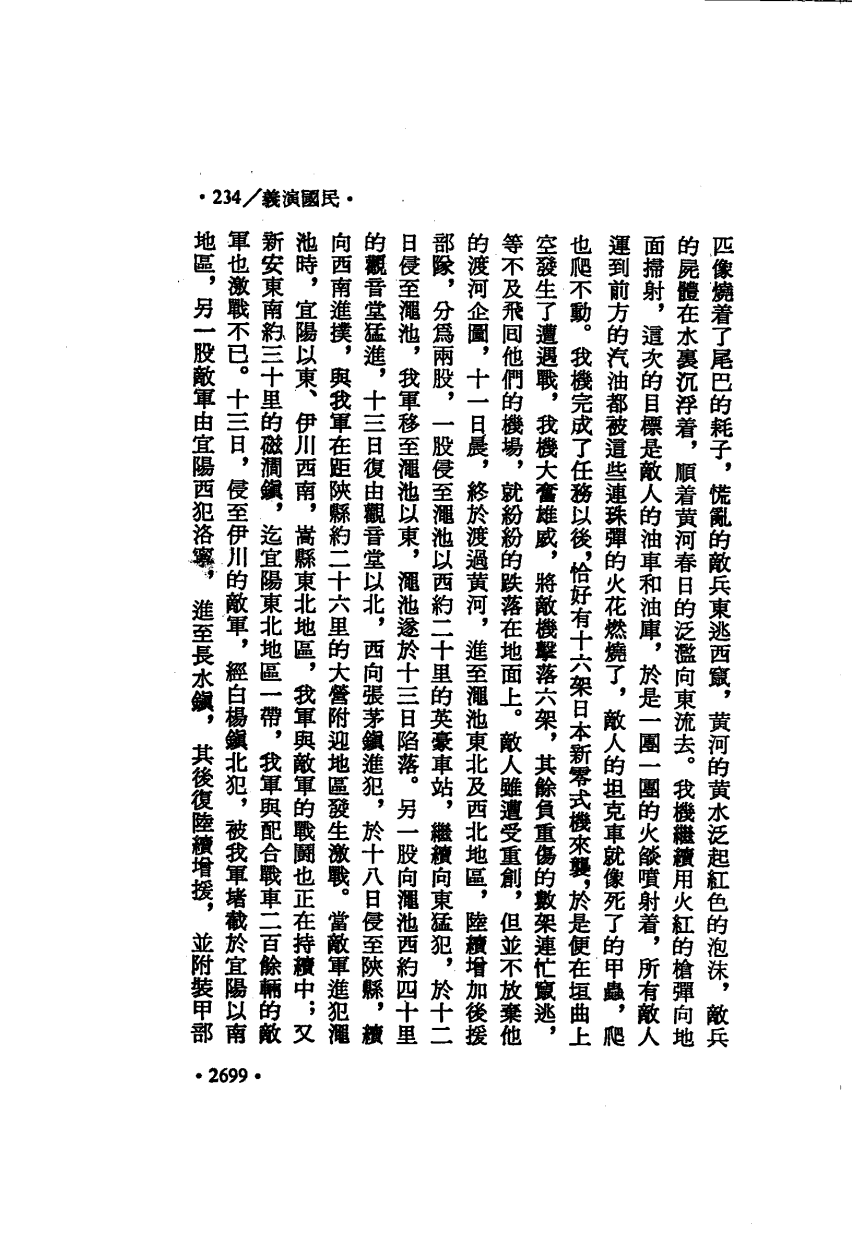 •234／義演國民•
匹像燒着了尾巴的耗子，慌亂的敵兵東逃西竄，黃河的黃水泛起紅色的泡沫，敵兵
的屍體在水裏沉浮着，順着黃河春日的泛濫向東流去。我機繼續用火紅的槍彈向地
面掃射，這次的目標是敵人的油車和油庫，於是一團一團的火燄噴射着，所有敵人
運到前方的汽油都被這些連珠彈的火花燃燒了，敵人的坦克車就像死了的甲蟲，爬
也爬不動。我機完成了任務以後，恰好有十六架日本新零式機來襲，於是便在垣曲上
空發生了遭遇戰，我機大奮雄威，將敵機擊落六架，其餘負重傷的數架連忙竄逃，
等不及飛回他們的機場，就紛紛的跌落在地面上。敵人雖遭受重創，但並不放棄他
的渡河企圖，十一日晨，終於渡過黃河，進至澠池東北及西北地區，陸續增加後援
部隊，分爲兩股，一股侵至澠池以西約二十里的英豪車站，繼續向東猛犯，於十二
日侵至澠池，我軍移至澠池以東，澠池遂於十三日陷落。另一股向澠池西約四十里
的觀音堂猛進，十三日復由觀音堂以北，西向張茅鎭進犯，於十八日侵至陝縣，續
向西南進撲，與我軍在距陝縣約二十六里的大營附迎地區發生激戰。當敵軍進犯澠
池時，宜陽以東、伊川西南，嵩縣東北地區，我軍與敵軍的戰鬪也正在持續中；又
新安東南約三十里的磁澗鎭，迄宜陽東北地區一帶，我軍與配合戰車二百餘輛的敵
軍也激戰不已。十三日，侵至伊川的敵軍，經白楊鎭北犯，被我軍堵截於宜陽以南
地區，另一股敵軍由宜陽西犯洛寧，進至長水鎭，其後復陸續增援，並附裝甲部
•2699•